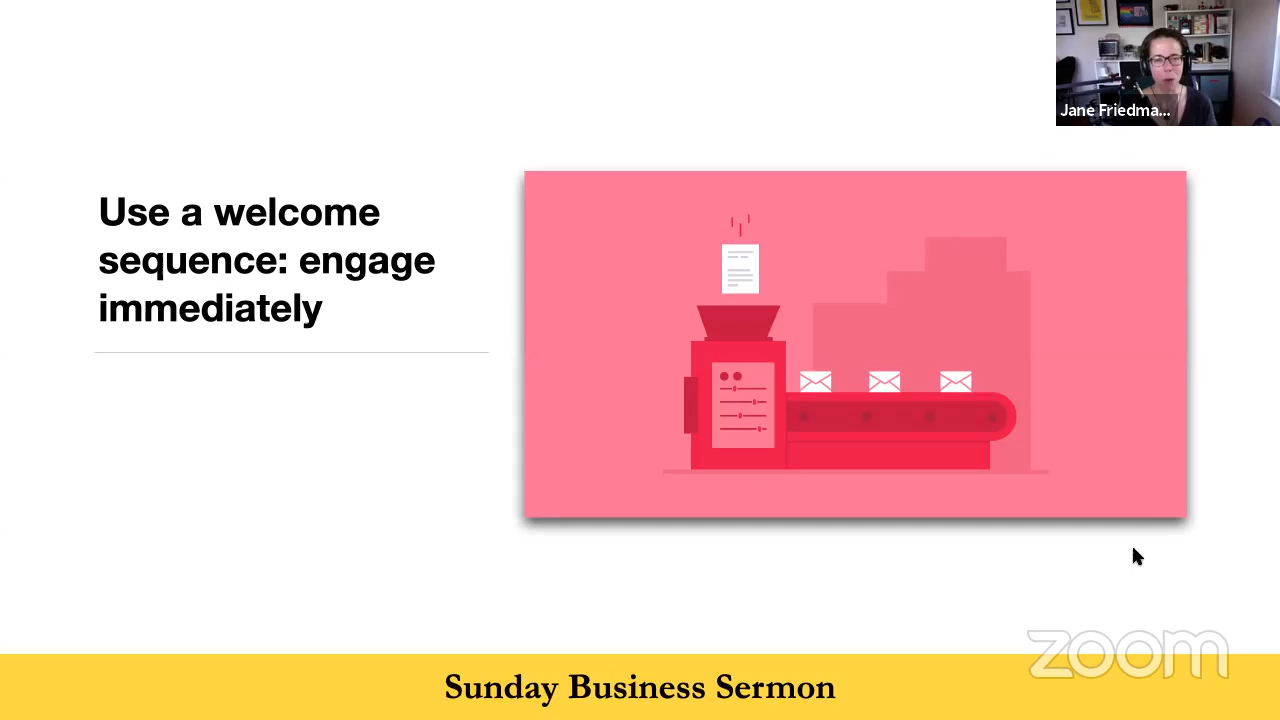 Jane Friedma...
Use a welcome
sequence: engage
immediately
zoom
Sunday Business Sermon